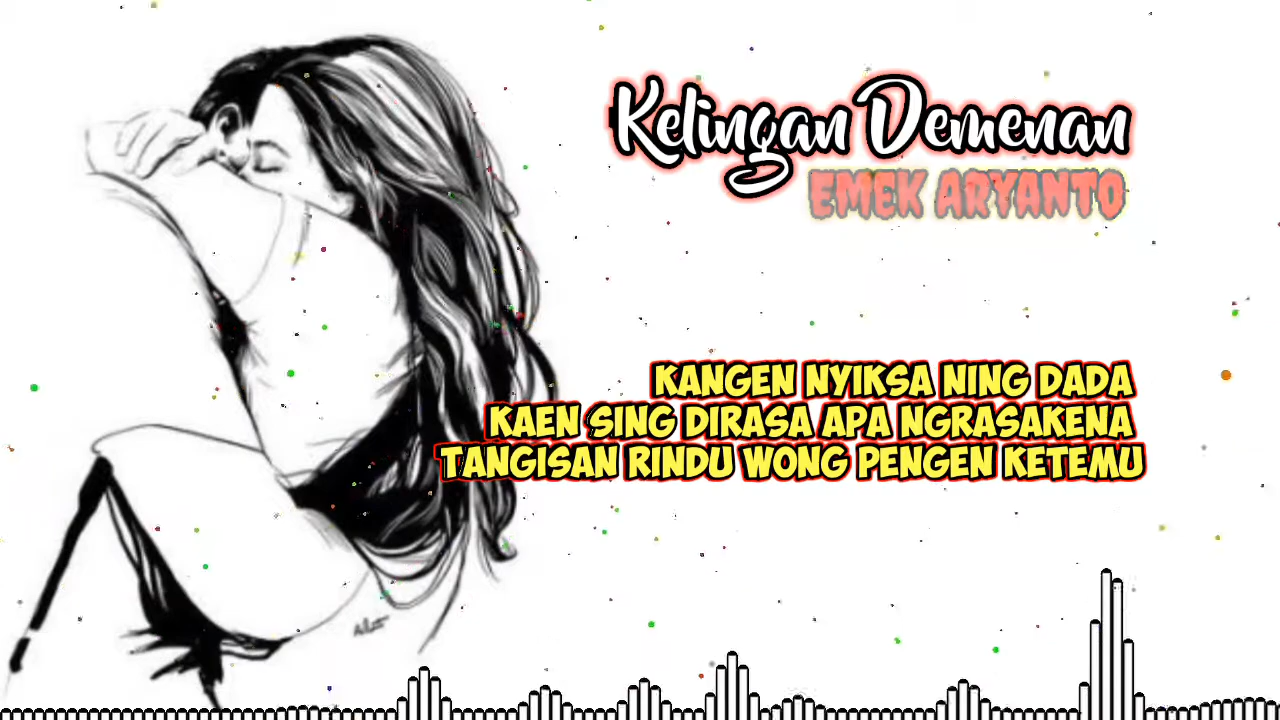 Kelingan Demenan
EMEK ARYANTO
KANGEN NYIKSA NING DADA
KAEN SING DIRASA APA NGRASAKENA
TANGISAN RINDU WONG PENGEN KETEMU